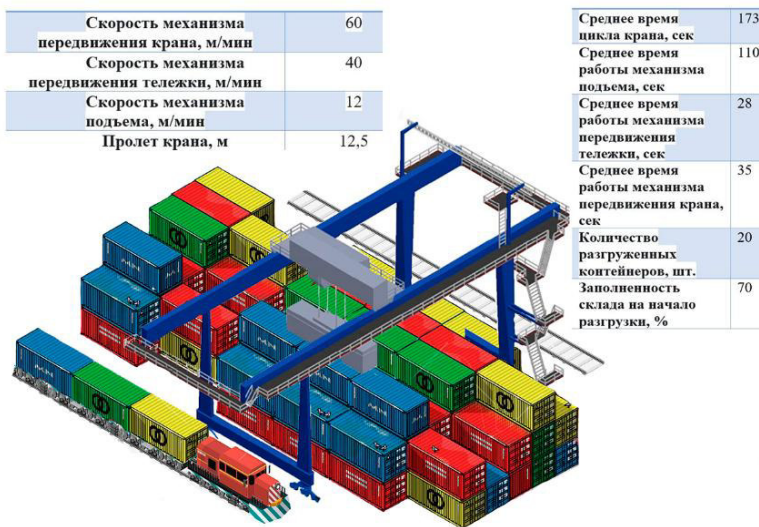 Скорость механизма
передвижения крана, м/мин
60
Скорость механизма
передвижения тележки, м/мин
40
Скорость механизма
подъема, м/мин
12
Пролет крана, м
12,5
Среднее время
цикла крана, сек
173
Среднее время
работы механизма
подъема, сек
110
Среднее время
работы механизма
передвижения
тележки, сек
28
Среднее время
работы механизма
передвижения крана,
сек
35
Количество
разгруженных
контейнеров, шт.
20
Заполненность
склада на начало
разгрузки, %
70